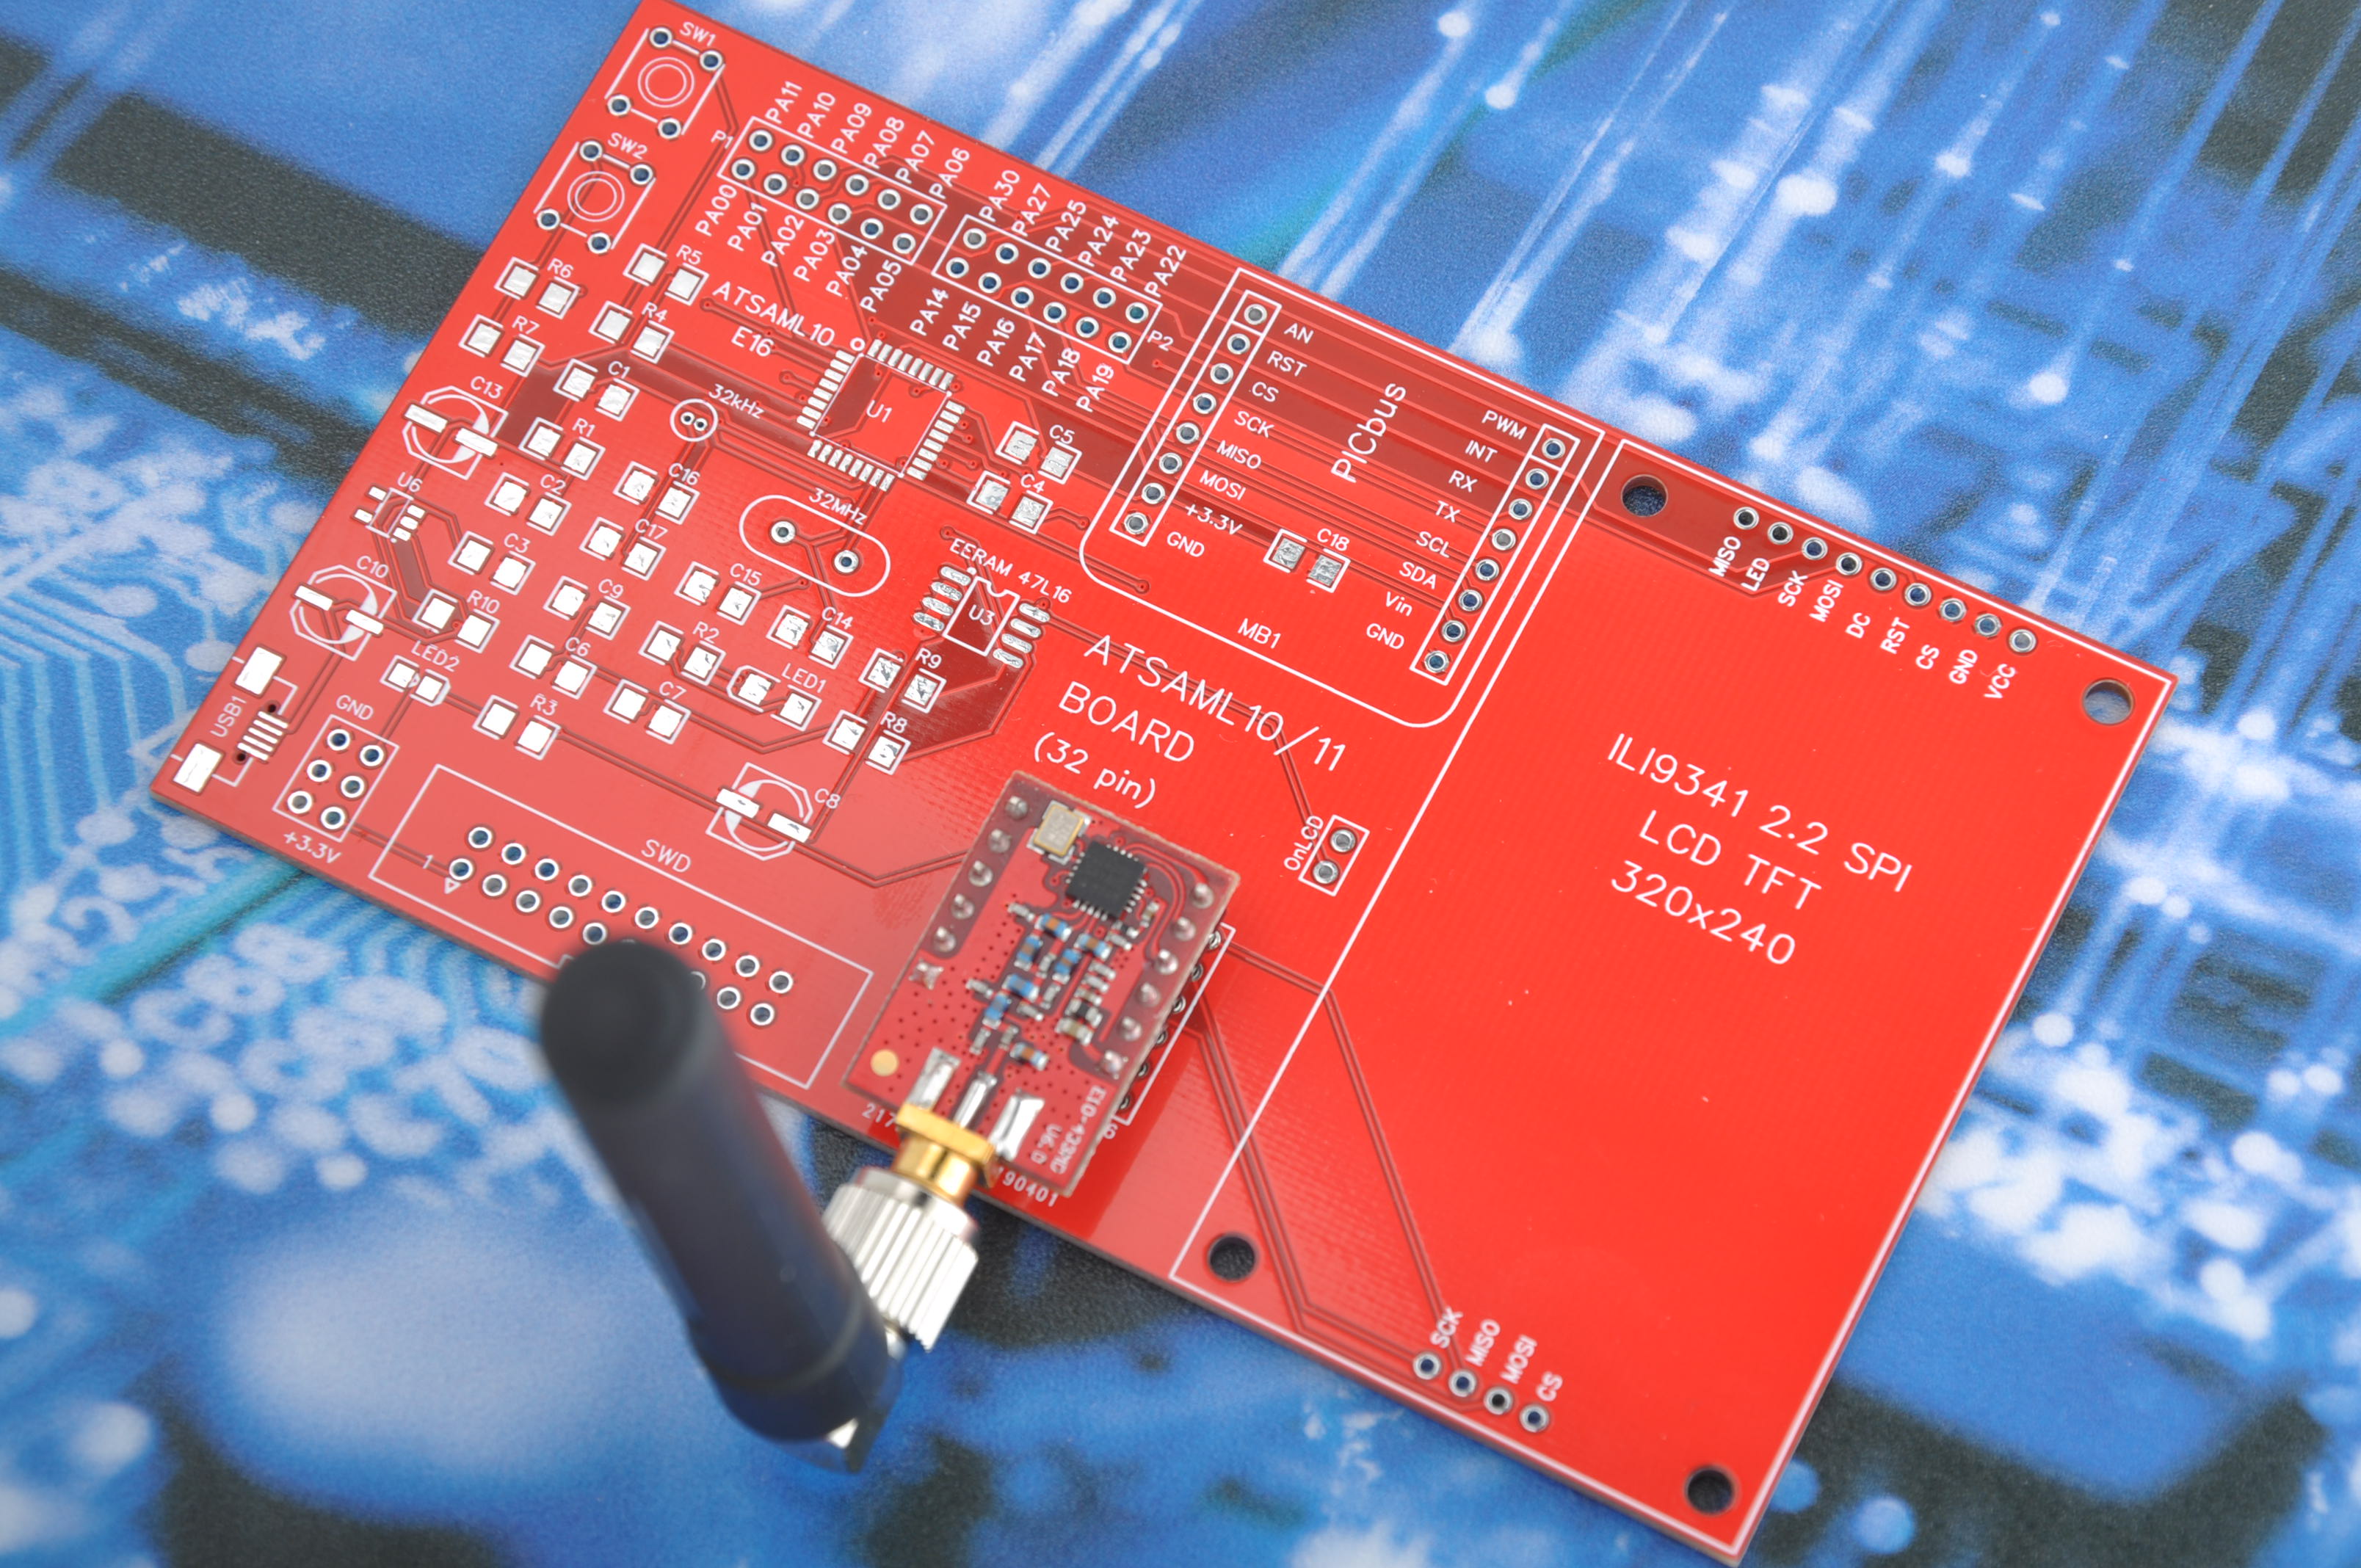 SW1
SW2
P1
PA11
PA10
PA09
PA08
PA07
PA06
PA00
PA01
PA02
PA03
PA04
PA05
PA30
PA27
PA25
PA24
PA23
PA22
PA14
PA15
PA16
PA17
PA18
PA19
P2
R5
R6
R4
R7
ATSAML10
E16
U1
C1
C13
32kHz
R1
C5
C4
C16
C2
U6
32MHz
C17
C3
C10
C15
C9
R10
C14
R2
C6
LED2
LED1
C7
R3
R9
R8
EERAM 47L16
U3
USB1
GND
+3.3V
C8
SWD
1
AN
RST
CS
SCK
MISO
MOSI
+3.3V
GND
PICbus
PWM
INT
RX
TX
SCL
SDA
Vin
GND
C18
MB1
ATSAML10/11
BOARD
(32 pin)
OnLCD
MISO
LED
SCK
MOSI
DC
RST
CS
GND
VCC
ILI9341 2.2 SPI
LCD TFT
320x240
SCK
MISO
MOSI
CS